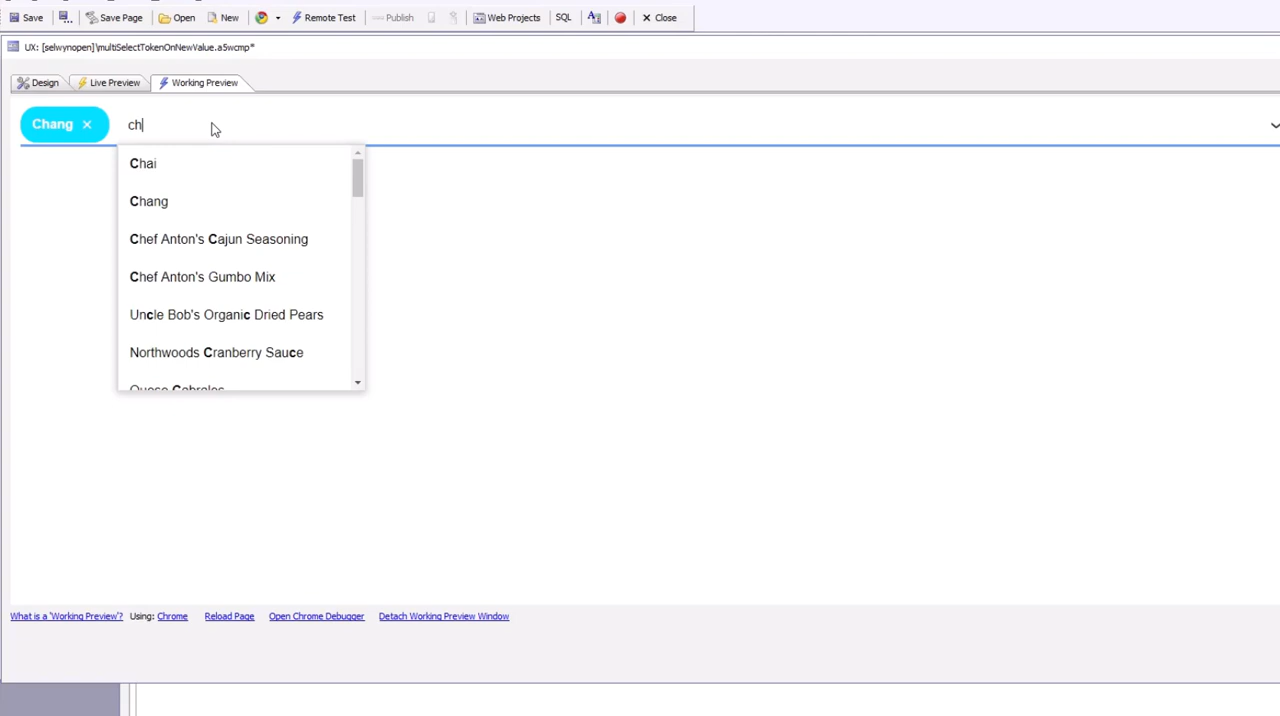 Save Save Page Open New Remote Test Publish Web Projects SQL Close
UX: [selwynopen]\multiSelectTokenOnNewValue.a5wcmp*
Design Live Preview Working Preview
Chang × ch
Chai
Chang
Chef Anton's Cajun Seasoning
Chef Anton's Gumbo Mix
Uncle Bob's Organic Dried Pears
Northwoods Cranberry Sauce
Queso Cabrales
What is a 'Working Preview'? Using: Chrome Reload Page Open Chrome Debugger Detach Working Preview Window